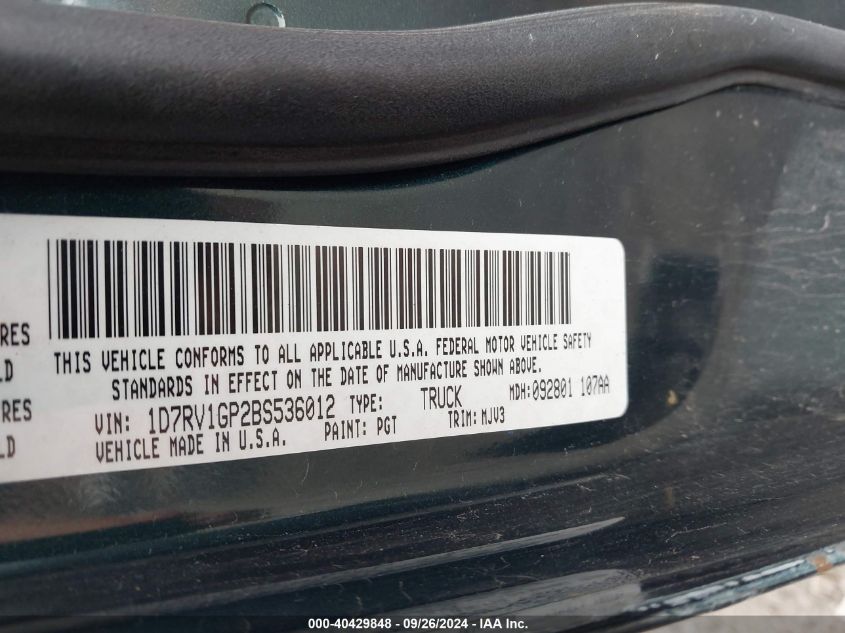 RES
THIS VEHICLE CONFORMS TO ALL APPLICABLE U.S.A. FEDERAL MOTOR VEHICLE SAFETY
LD
STANDARDS IN EFFECT ON THE DATE OF MANUFACTURE SHOWN ABOVE.
RES
VIN: 1D7RV1GP2BS536012 TYPE: TRUCK MDH:092801 107AA
LD
VEHICLE MADE IN U.S.A. PAINT: PGT TRIM: MJV3
000-40429848 - 09/26/2024 - IAA Inc.